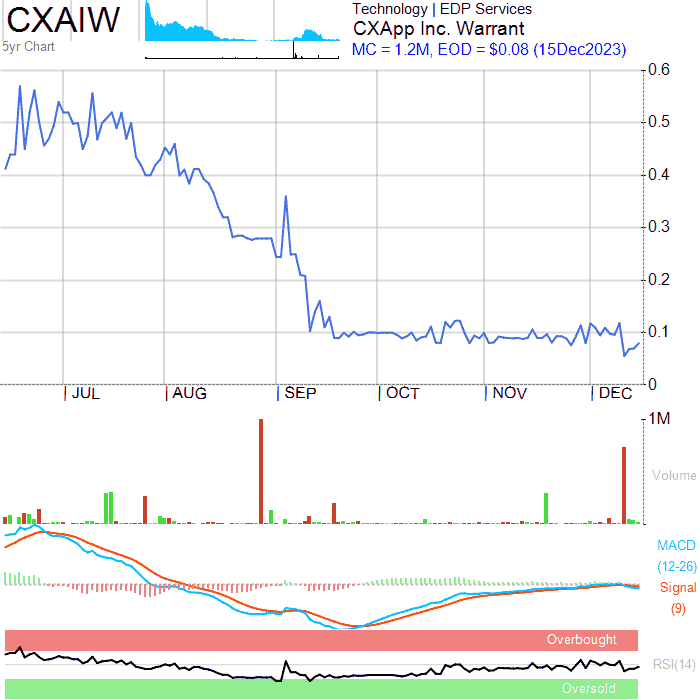 CXAIW
5yr Chart
Technology | EDP Services
CXApp Inc. Warrant
MC = 1.2M, EOD = $0.08 (15Dec2023)
0.6
0.5
0.4
0.3
0.2
0.1
0
JUL AUG SEP OCT NOV DEC
1M
Volume
MACD
(12-26)
Signal
(9)
Overbought
RSI(14)
Oversold